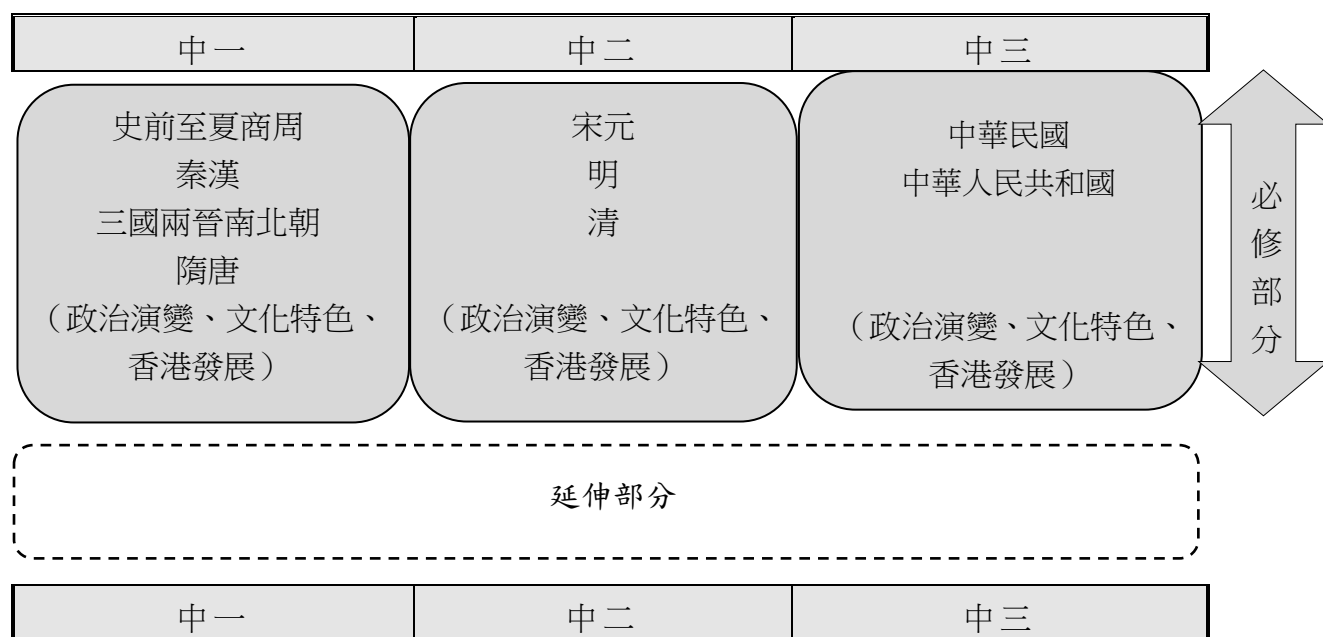 中一
中二
中三
史前至夏商周
秦漢
三國兩晉南北朝
隋唐
（政治演變、文化特色、
香港發展）
宋元
明
清
（政治演變、文化特色、
香港發展）
中華民國
中華人民共和國
（政治演變、文化特色、
香港發展）
必修部分
延伸部分
中一
中二
中三